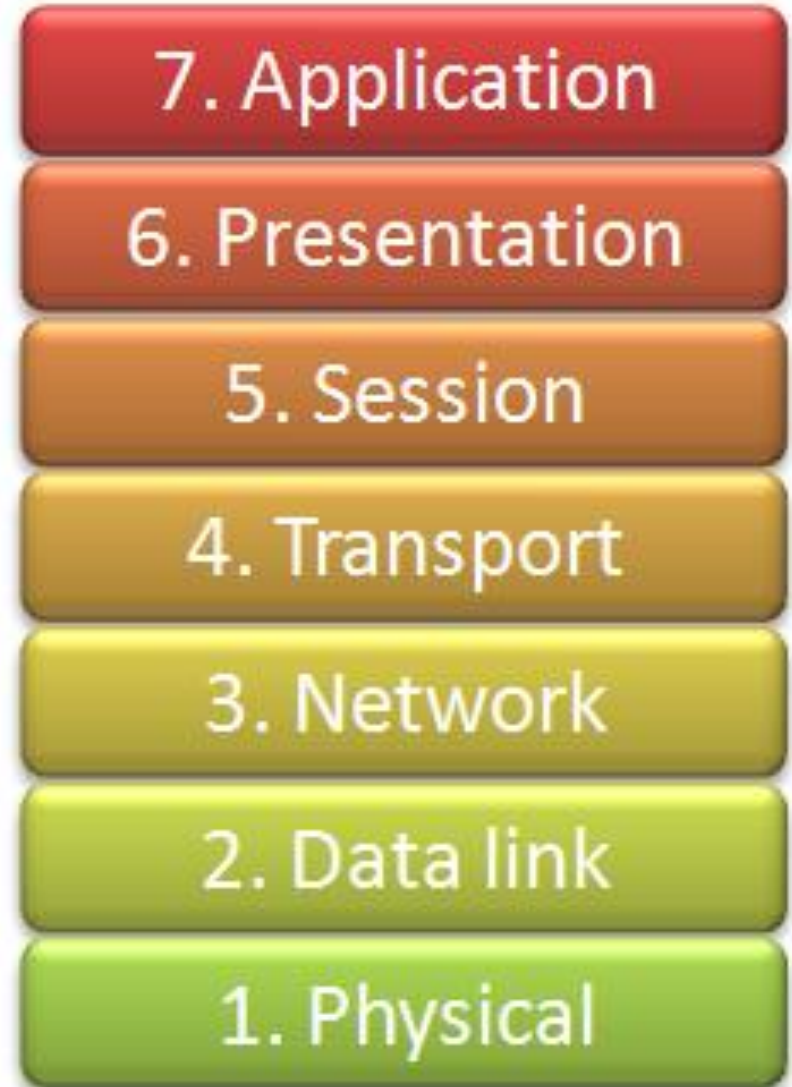 7. Application
6. Presentation
5. Session
4. Transport
3. Network
2. Data link
1. Physical